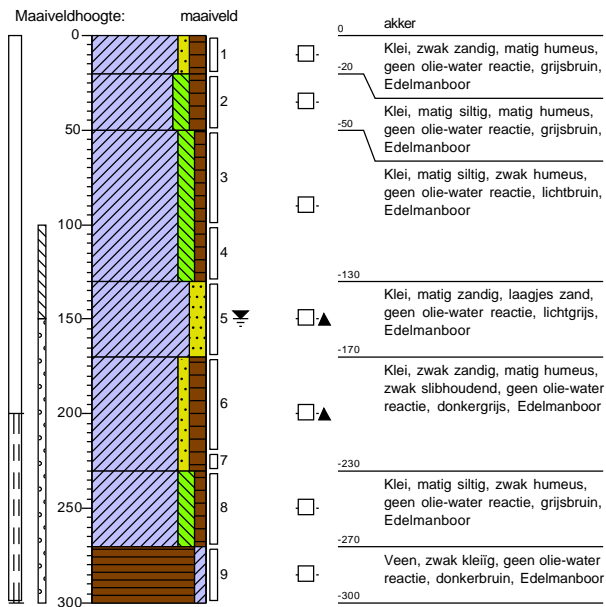 Maaiveldhoogte: maaiveld
0
50
100
150
200
250
300
1
2
3
4
5
6
7
8
9
0 akker
Klei, zwak zandig, matig humeus,
geen olie-water reactie, grijsbruin,
Edelmanboor
-20
Klei, matig siltig, matig humeus,
geen olie-water reactie, grijsbruin,
Edelmanboor
-50
Klei, matig siltig, zwak humeus,
geen olie-water reactie, lichtbruin,
Edelmanboor
-130
Klei, matig zandig, laagjes zand,
geen olie-water reactie, lichtgrijs,
Edelmanboor
-170
Klei, zwak zandig, matig humeus,
zwak slibhoudend, geen olie-water
reactie, donkergrijs, Edelmanboor
-230
Klei, matig siltig, zwak humeus,
geen olie-water reactie, grijsbruin,
Edelmanboor
-270
Veen, zwak kleiïg, geen olie-water
reactie, donkerbruin, Edelmanboor
-300